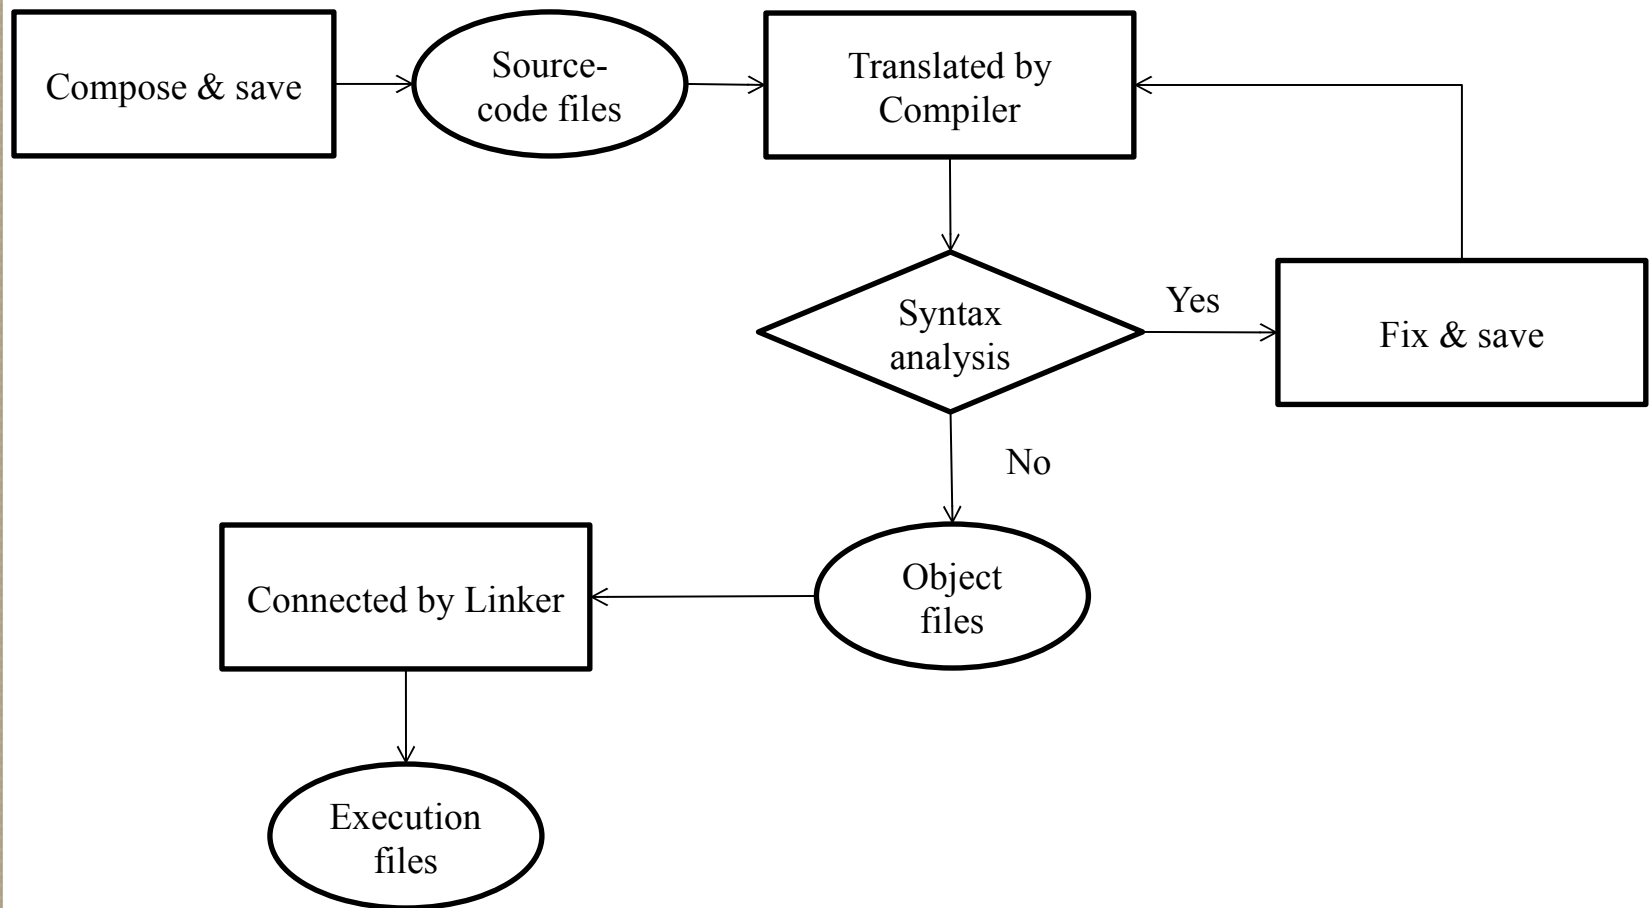 Compose & save
Source-
code files
Translated by
Compiler
Syntax
analysis
Yes
Fix & save
No
Object
files
Connected by Linker
Execution
files